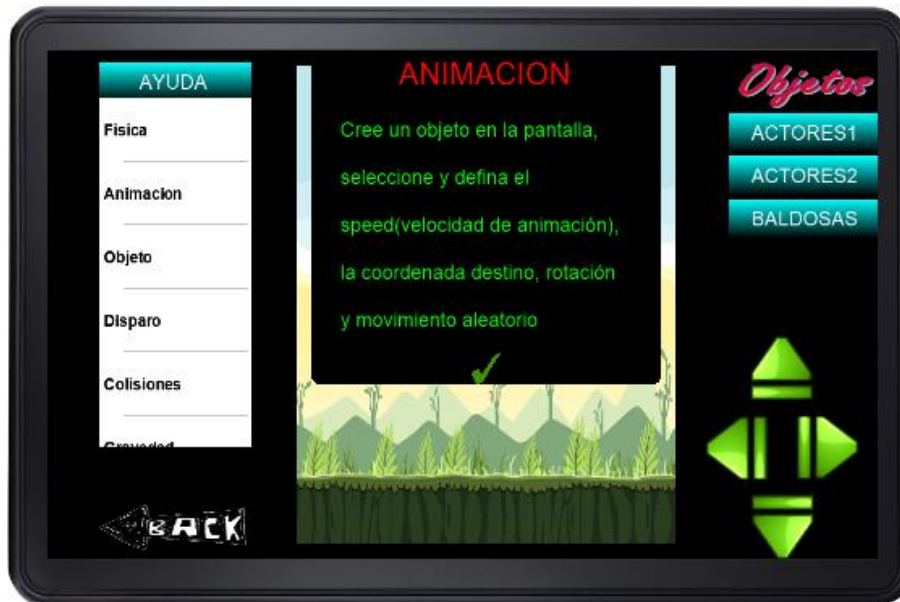 AYUDA
Fisica
Animacion
Objeto
Disparo
Colisiones
Gravedad
BACK
ANIMACION
Cree un objeto en la pantalla,
seleccione y defina el
speed(velocidad de animación),
la coordenada destino, rotación
y movimiento aleatorio
Objetos
ACTORES1
ACTORES2
BALDOSAS